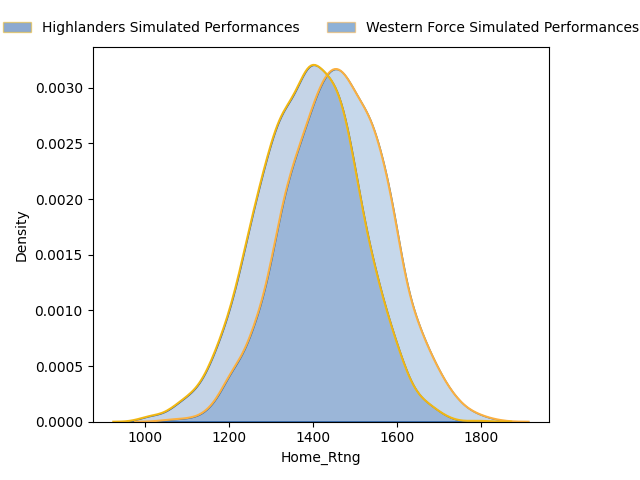 Highlanders Simulated Performances Western Force Simulated Performances
0.0030
0.0025
0.0020
0.0015
0.0010
0.0005
0.0000
Density
1000 1200 1400 1600 1800
Home_Rtng